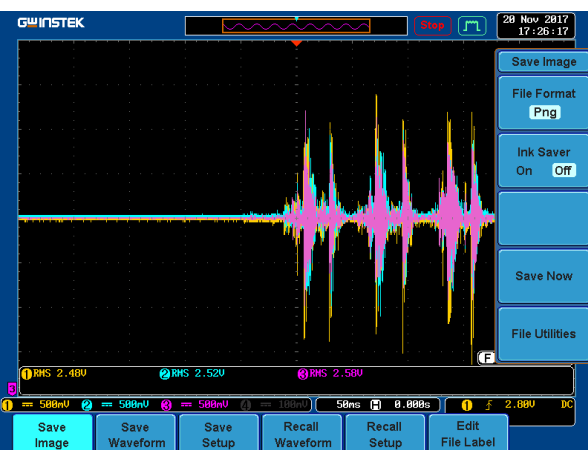 GWINSTEK
Stop
20 Nov 2017
17:26:17
Save Image
File Format
Png
Ink Saver
On Off
Save Now
File Utilities
F
1 RMS 2.48V 2 RMS 2.52V 3 RMS 2.58V
3
1 500mV 2 500mV 3 500mV 4 100mV 50ms H 0.000s 1 2.80V DC
Save Image
Save Waveform
Save Setup
Recall Waveform
Recall Setup
Edit File Label